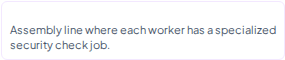 Assembly line where each worker has a specialized
security check job.